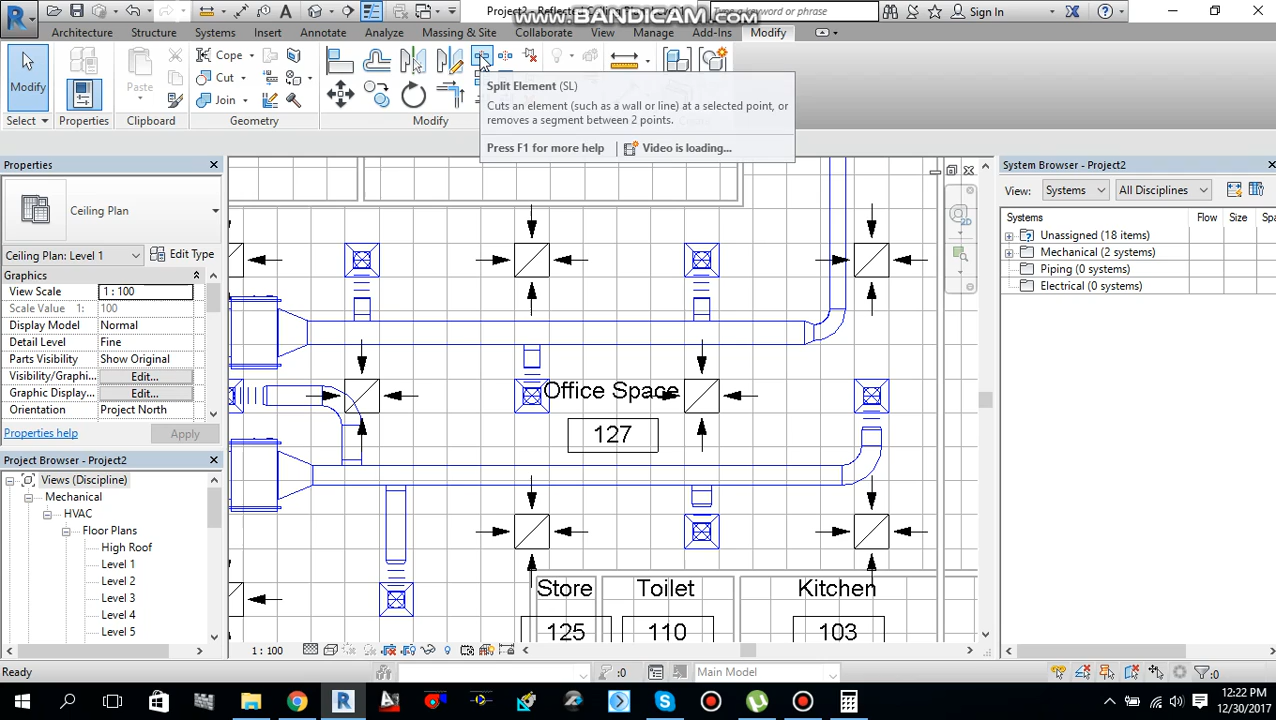 Project2 - Reflected Ceiling Plan
www.BANDICAM.com
Type a keyword or phrase
Sign In
Architecture Structure Systems Insert Annotate Analyze Massing & Site Collaborate View Manage Add-Ins Modify
Modify
Select
Properties
Paste
Clipboard
Cope
Cut
Join
Geometry
Modify
Split Element (SL)
Cuts an element (such as a wall or line) at a selected point, or
removes a segment between 2 points.
Press F1 for more help
Video is loading...
Properties
Ceiling Plan
Ceiling Plan: Level 1
Edit Type
Graphics
View Scale 1 : 100
Scale Value 1: 100
Display Model Normal
Detail Level Fine
Parts Visibility Show Original
Visibility/Graphi... Edit...
Graphic Display... Edit...
Orientation Project North
Properties help
Apply
Project Browser - Project2
Views (Discipline)
Mechanical
HVAC
Floor Plans
High Roof
Level 1
Level 2
Level 3
Level 4
Level 5
2D
Office Space
127
Store
125
Toilet
110
Kitchen
103
1 : 100
System Browser - Project2
View: Systems All Disciplines
Systems Flow Size Spa
Unassigned (18 items)
Mechanical (2 systems)
Piping (0 systems)
Electrical (0 systems)
Ready
:0
Main Model
:0
12:22 PM
12/30/2017